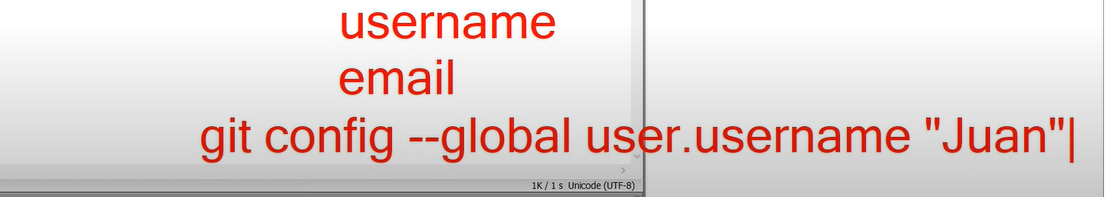 username
email
git config --global user.username "Juan"|
1K / 1 s Unicode (UTF-8)